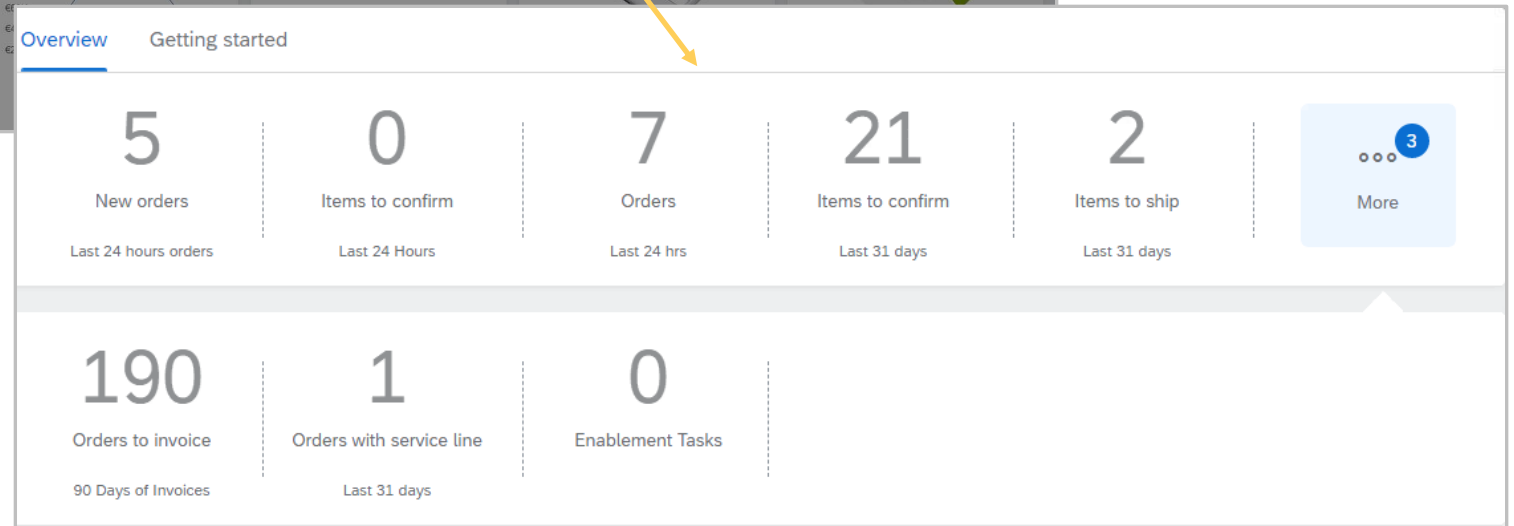 Overview Getting started
5 0 7 21 2 3
New orders Items to confirm Orders Items to confirm Items to ship More
Last 24 hours orders Last 24 Hours Last 24 hrs Last 31 days Last 31 days
190 1 0
Orders to invoice Orders with service line Enablement Tasks
90 Days of Invoices Last 31 days